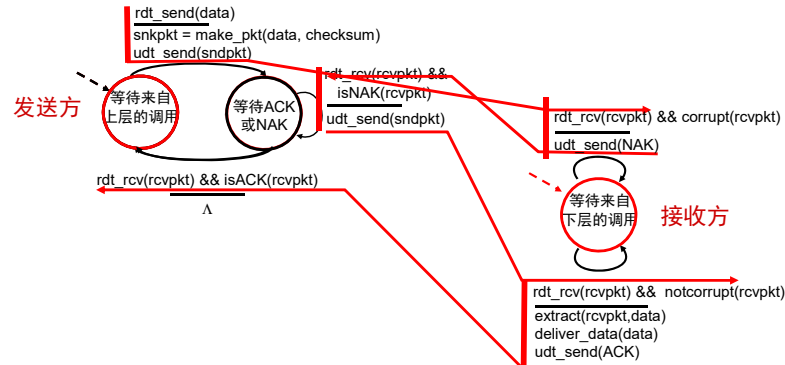 rdt_send(data)
snkpkt = make_pkt(data, checksum)
udt_send(sndpkt)
发送方
等待来自
上层的调用
等待ACK
或NAK
rdt_rcv(rcvpkt) &&
isNAK(rcvpkt)
udt_send(sndpkt)
rdt_rcv(rcvpkt) && isACK(rcvpkt)
Λ
rdt_rcv(rcvpkt) && corrupt(rcvpkt)
udt_send(NAK)
等待来自
下层的调用
接收方
rdt_rcv(rcvpkt) && notcorrupt(rcvpkt)
extract(rcvpkt,data)
deliver_data(data)
udt_send(ACK)